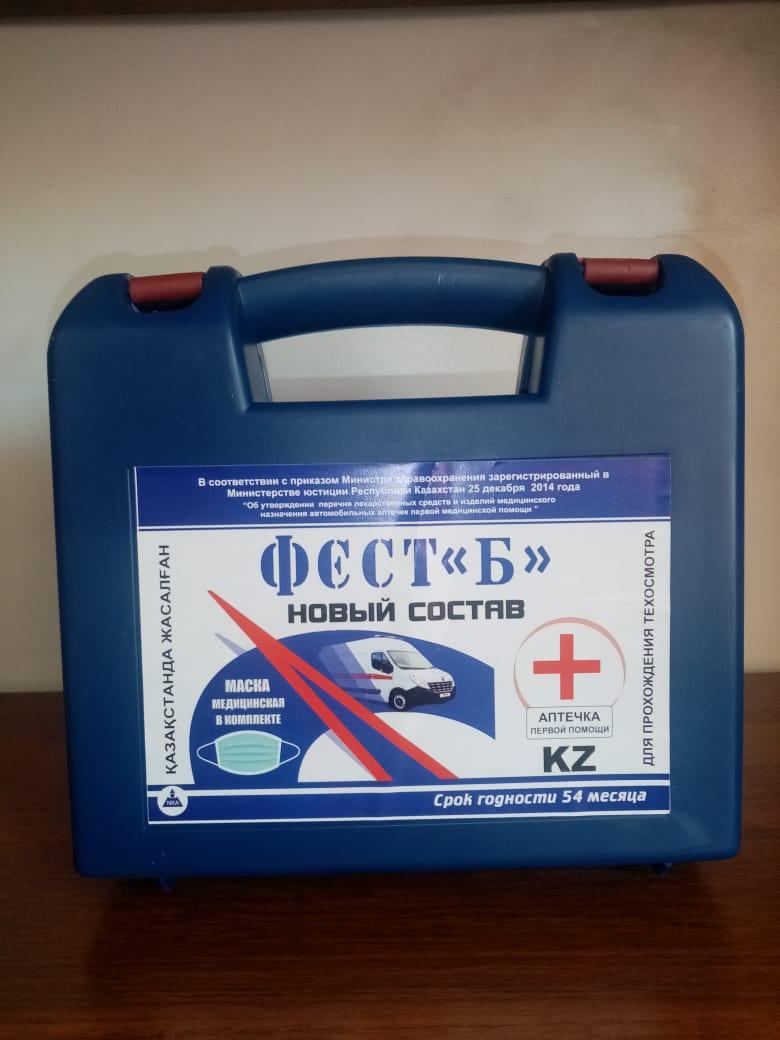 В соответствии с приказом Министра здравоохранения зарегистрированный в
Министерстве юстиции Республики Казахстан 25 декабря 2014 года
"Об утверждении перечня лекарственных средств и изделий медицинского
назначения автомобильных аптечек первой медицинской помощи "
ҚАЗАҚСТАНДА ЖАСАЛҒАН
ФЕСТ«Б»
НОВЫЙ СОСТАВ
МАСКА
МЕДИЦИНСКАЯ
В КОМПЛЕКТЕ
АПТЕЧКА
ПЕРВОЙ ПОМОЩИ
KZ
ДЛЯ ПРОХОЖДЕНИЯ ТЕХОСМОТРА
NKA
Срок годности 54 месяца